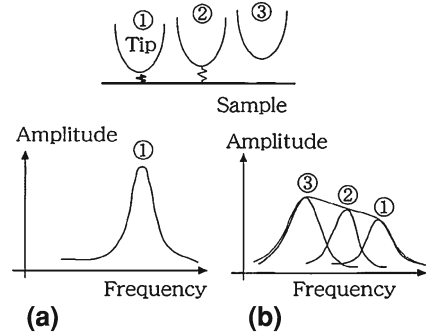 ① ② ③
Tip
Sample
Amplitude Amplitude
① ③ ② ①
Frequency Frequency
(a) (b)